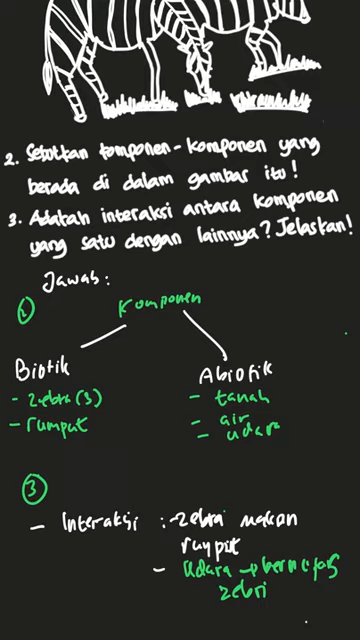 2. Sebutkan komponen-komponen yang
berada di dalam gambar itu!
3. Adakah interaksi antara komponen
yang satu dengan lainnya? Jelaskan!
Jawab:
2
Komponen
Biotik
- zebra (3)
- rumput
Abiotik
- tanah
- air
- udara
3
- Interaksi : - zebra makan
rumput
- Udara → bernafas
zebra